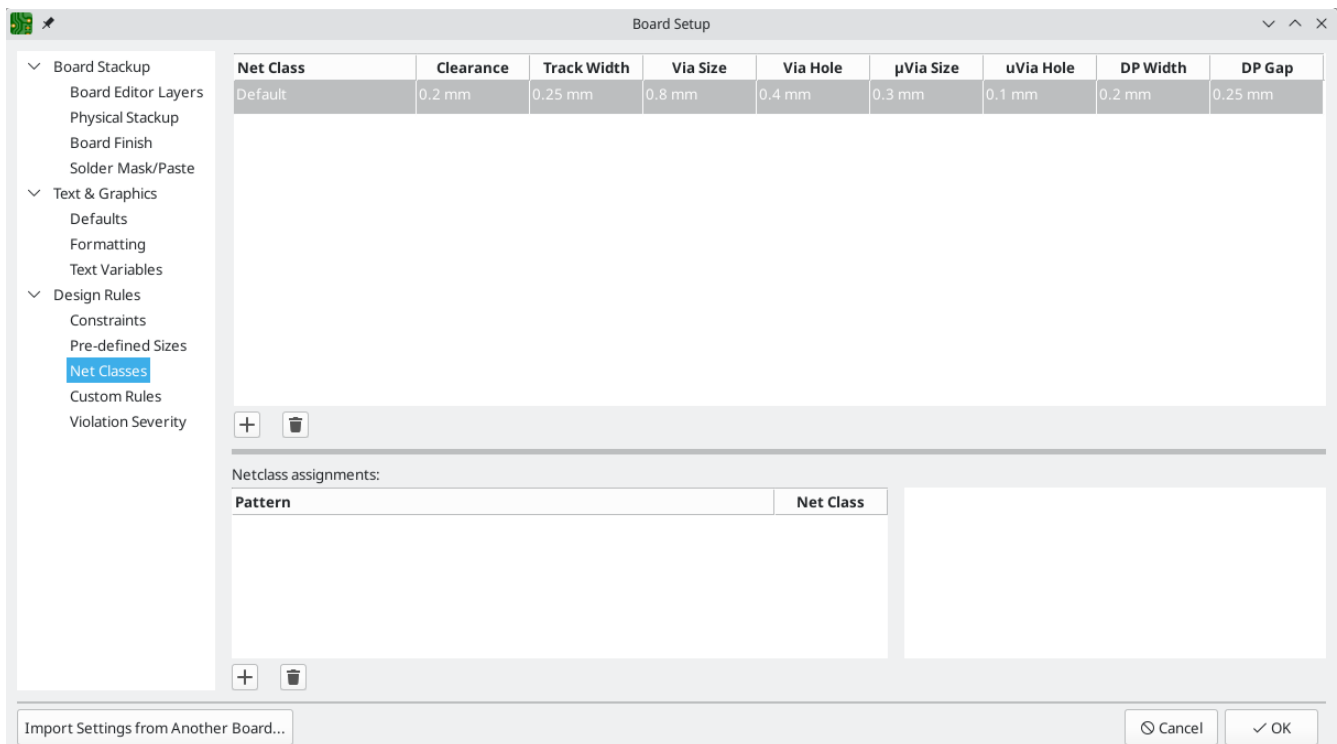 Board Setup
Board Stackup
Board Editor Layers
Physical Stackup
Board Finish
Solder Mask/Paste
Text & Graphics
Defaults
Formatting
Text Variables
Design Rules
Constraints
Pre-defined Sizes
Net Classes
Custom Rules
Violation Severity
Net Class Clearance Track Width Via Size Via Hole µVia Size uVia Hole DP Width DP Gap
Default 0.2 mm 0.25 mm 0.8 mm 0.4 mm 0.3 mm 0.1 mm 0.2 mm 0.25 mm
Netclass assignments:
Pattern Net Class
Import Settings from Another Board... Cancel OK